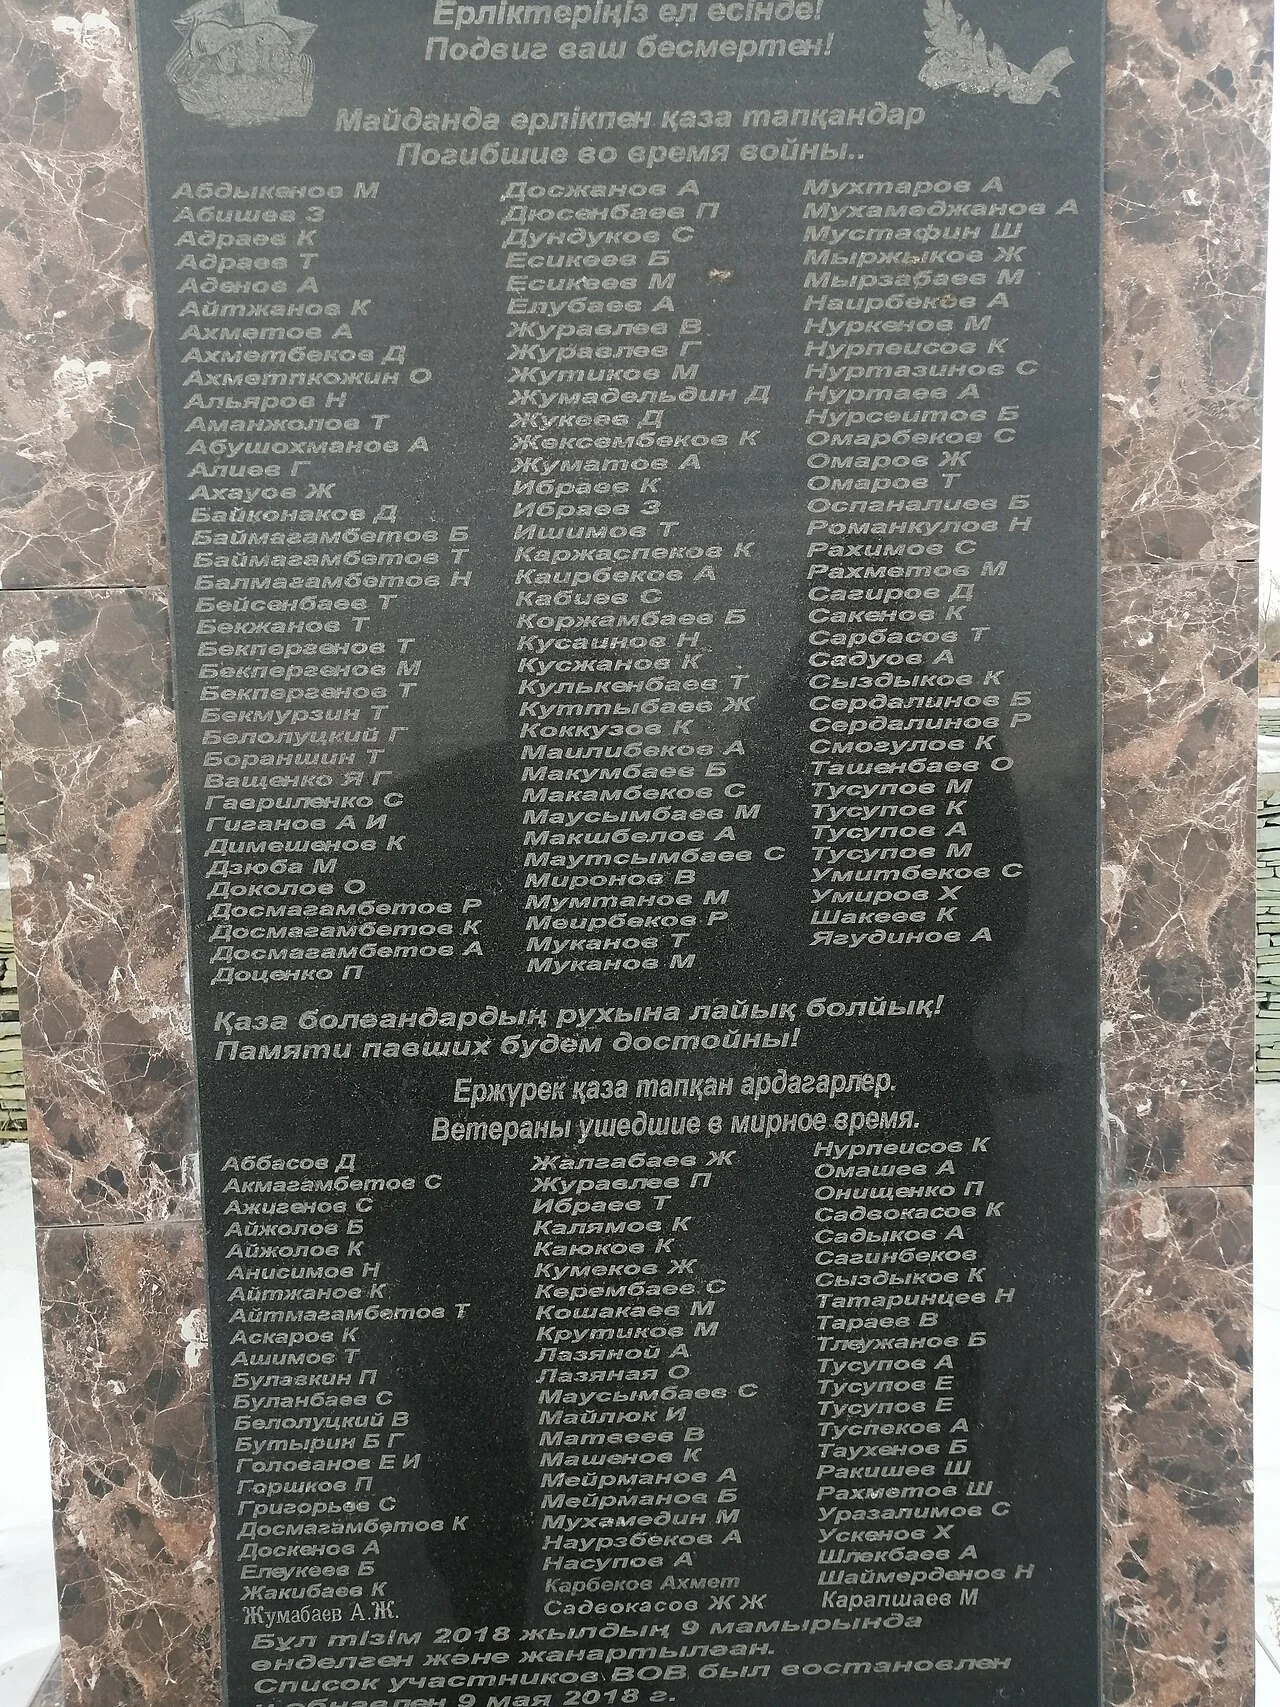 Ерліктеріңіз ел есінде!
Подвиг ваш бесмертен!
Майданда ерлікпен қаза тапқандар
Погибшие во время войны..
Абдыкенов М
Абишев З
Адраев К
Адраев Т
Аденов А
Айтжанов К
Ахметов А
Ахметбеков Д
Ахметпкожин О
Альяров Н
Аманжолов Т
Абушохманов А
Алиев Г
Ахауов Ж
Байконаков Д
Баймагамбетов Б
Баймагамбетов Т
Балмагамбетов Н
Бейсенбаев Т
Бекжанов Т
Бекпергенов Т
Бекпергенов М
Бекпергенов Т
Бекмурзин Т
Белолуцкий Г
Бораншин Т
Ващенко Я Г
Гавриленко С
Гиганов А И
Димешенов К
Дзюба М
Доколов О
Досмагамбетов Р
Досмагамбетов К
Досмагамбетов А
Доценко П
Досжанов А
Дюсенбаев П
Дундуков С
Есикеев Б
Есикеев М
Елубаев А
Журавлев В
Журавлев Г
Жутиков М
Жумадельдин Д
Жукеев Д
Жексембеков К
Жуматов А
Ибраев К
Ибраев З
Ишимов Т
Каржаспеков К
Каирбеков А
Кабиев С
Коржамбаев Б
Кусаинов Н
Кусжанов К
Кулькенбаев Т
Куттыбаев Ж
Коккузов К
Маилибеков А
Макумбаев Б
Макамбеков С
Маусымбаев М
Макшбелов А
Маутсымбаев С
Миронов В
Мумтанов М
Меирбеков Р
Муканов Т
Муканов М
Мухтаров А
Мухамеджанов А
Мустафин Ш
Мыржыков Ж
Мырзабаев М
Наирбеков А
Нуркенов М
Нурпеисов К
Нуртазинов С
Нуртаев А
Нурсеитов Б
Омарбеков С
Омаров Ж
Омаров Т
Оспаналиев Б
Романкулов Н
Рахимов С
Рахметов М
Сагиров Д
Сакенов К
Сарбасов Т
Садуов А
Сыздыков К
Сердалинов Б
Сердалинов Р
Смогулов К
Ташенбаев О
Тусупов М
Тусупов К
Тусупов А
Тусупов М
Умитбеков С
Умиров Х
Шакеев К
Ягудинов А
Қаза болғандардың рухына лайық болйық!
Памяти павших будем достойны!
Ержүрек қаза тапқан ардагарлер.
Ветераны ушедшие в мирное время.
Аббасов Д
Акмагамбетов С
Ажигенов С
Айжолов Б
Айжолов К
Анисимов Н
Айтжанов К
Айтмагамбетов Т
Аскаров К
Ашимов Т
Булавкин П
Буланбаев С
Белолуцкий В
Бутырин Б Г
Голованов Е И
Горшков П
Григорьев С
Досмагамбетов К
Доскенов А
Елеукеев Б
Жакибаев К
Жумабаев А.Ж.
Жалгабаев Ж
Журавлев П
Ибраев Т
Калямов К
Каюков К
Кумеков Ж
Керембаев С
Кошакаев М
Крутиков М
Лазяной А
Лазяная О
Маусымбаев С
Майлюк И
Матвеев В
Машенов К
Мейрманов А
Мейрманов Б
Мухамедин М
Наурзбеков А
Насупов А
Карбеков Ахмет
Садвокасов Ж Ж
Нурпеисов К
Омашев А
Онищенко П
Садвокасов К
Садыков А
Сагинбеков
Сыздыков К
Татаринцев Н
Тараев В
Тлеужанов Б
Тусупов А
Тусупов Е
Тусупов Е
Туспеков А
Таухенов Б
Ракишев Ш
Рахметов Ш
Уразалимов С
Ускенов Х
Шлекбаев А
Шаймерденов Н
Карапшаев М
Бұл тізім 2018 жылдың 9 мамырында
өңделген және жанартылған.
Список участников ВОВ был востановлен
и обнавлен 9 мая 2018 г.